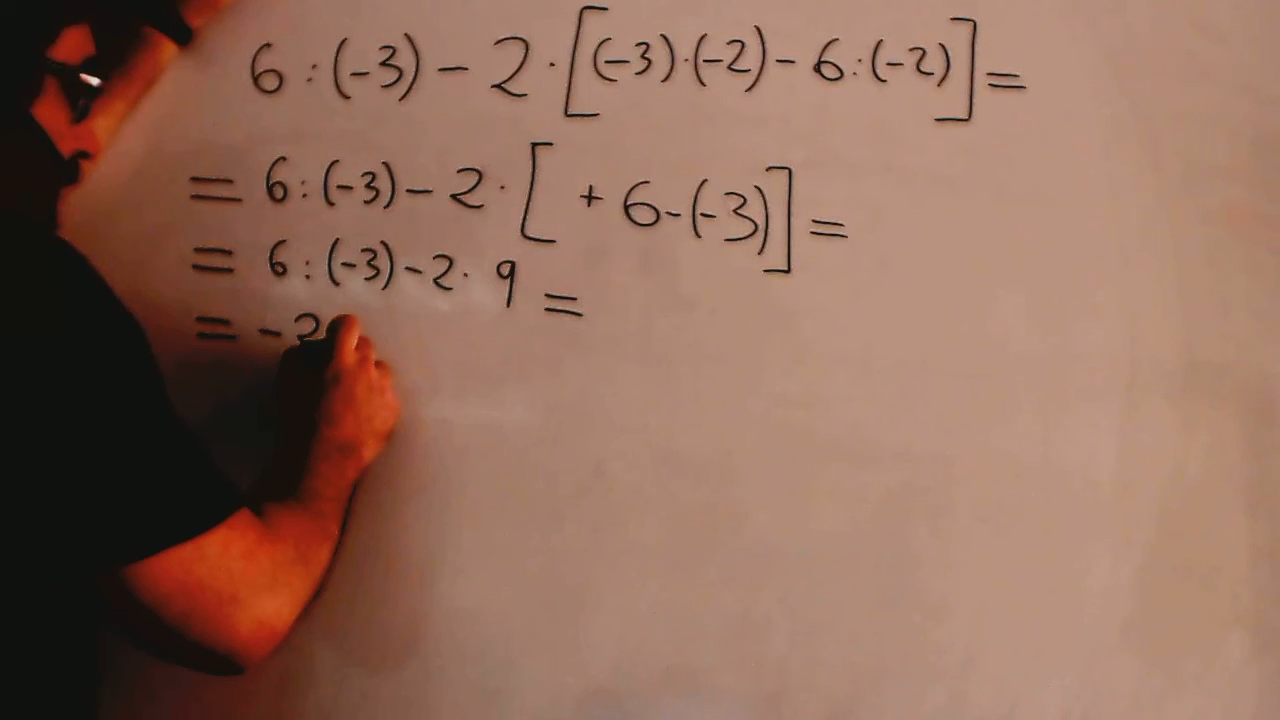 6 : (-3) - 2 · [(-3) · (-2) - 6 : (-2)] =
= 6 : (-3) - 2 · [ + 6 - (-3)] =
= 6 : (-3) - 2 · 9 =
= - 2